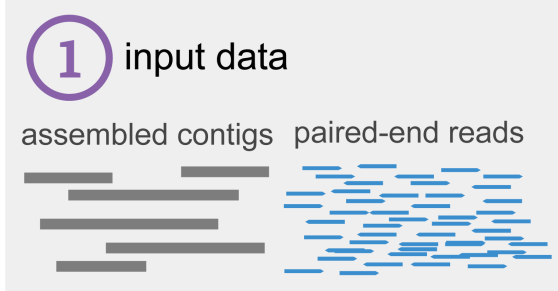 1 input data
assembled contigs paired-end reads